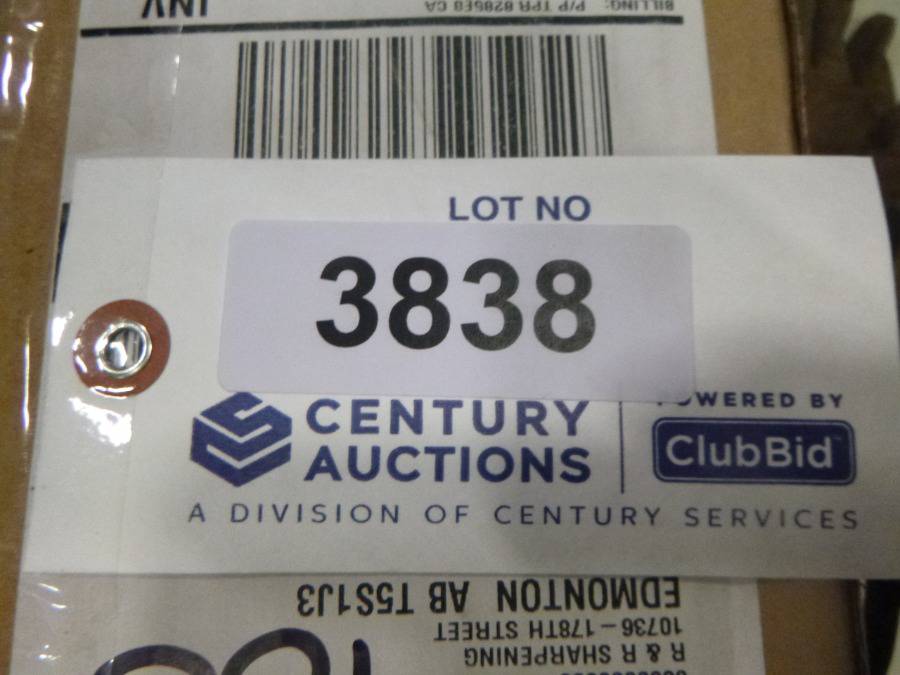 INV
BILLING: P/P TPR 8285E8 CA
LOT NO
3838
CENTURY
AUCTIONS
POWERED BY
ClubBid
A DIVISION OF CENTURY SERVICES
R & R SHARPENING
10736 – 178TH STREET
EDMONTON AB T5S1J3